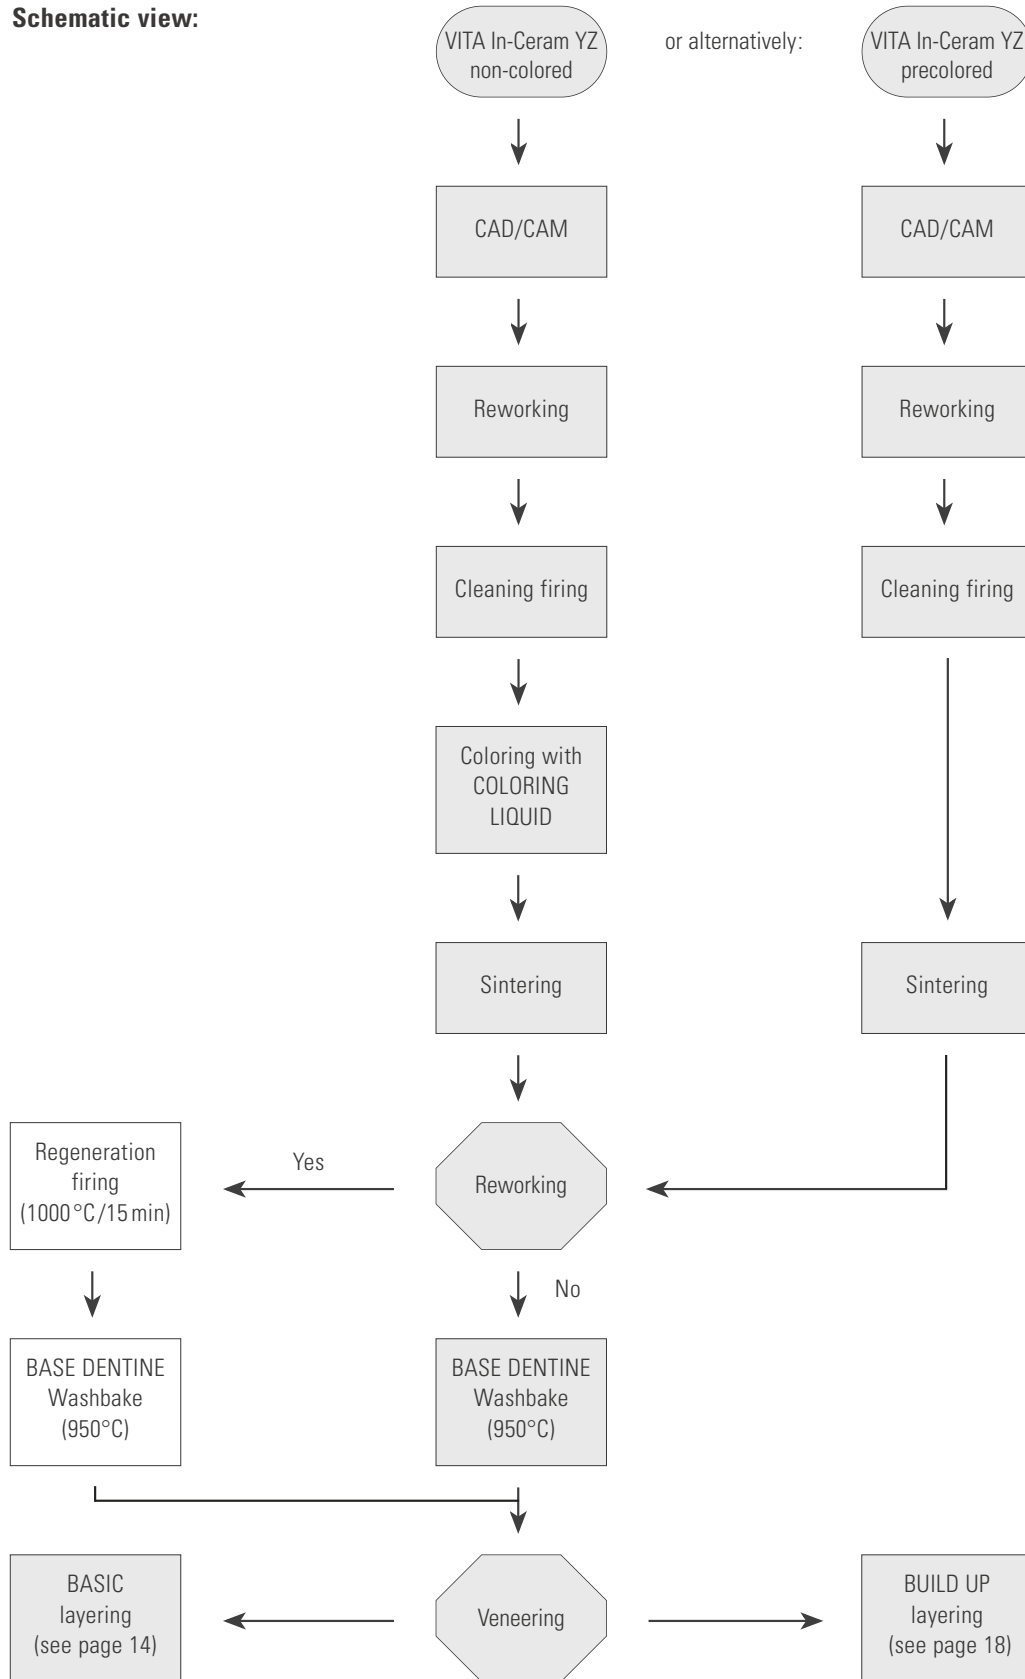 Schematic view:
VITA In-Ceram YZ
non-colored
or alternatively:
VITA In-Ceram YZ
precolored
CAD/CAM
CAD/CAM
Reworking
Reworking
Cleaning firing
Cleaning firing
Coloring with
COLORING
LIQUID
Sintering
Sintering
Regeneration
firing
(1000 °C/15 min)
Yes
Reworking
No
BASE DENTINE
Washbake
(950°C)
BASE DENTINE
Washbake
(950°C)
BASIC
layering
(see page 14)
Veneering
BUILD UP
layering
(see page 18)